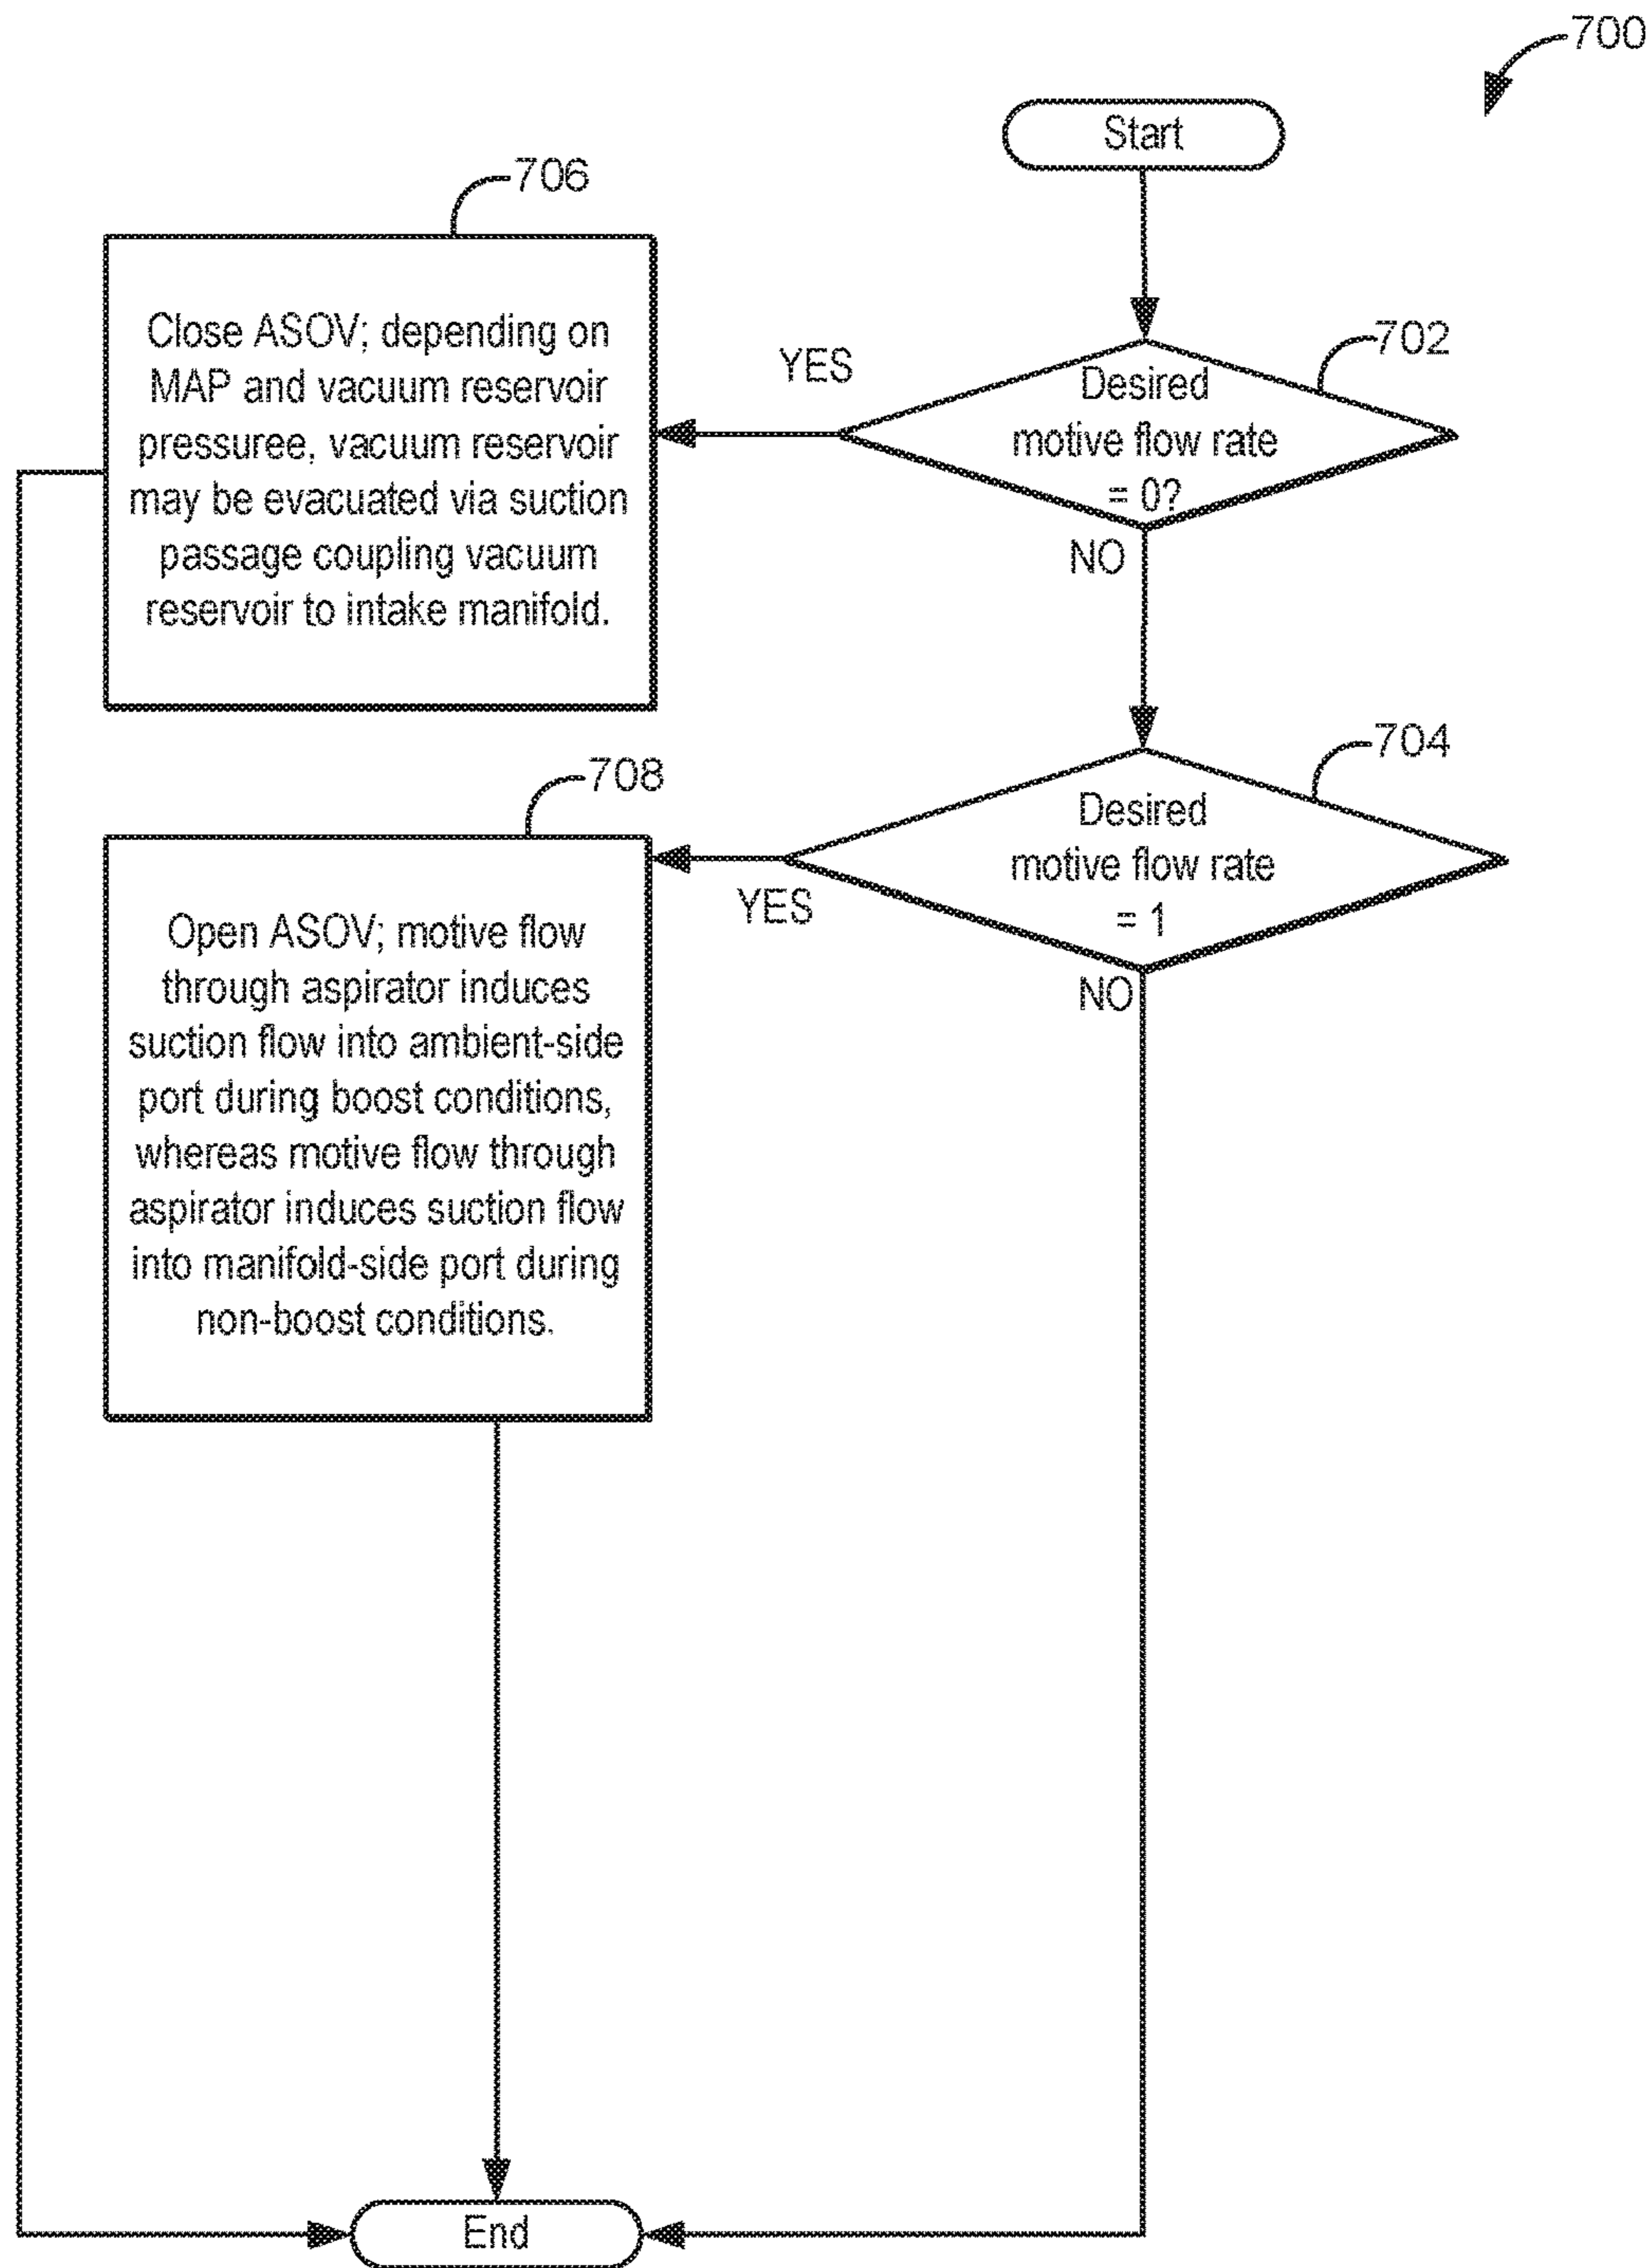 700
Start
706
Close ASOV; depending on
MAP and vacuum reservoir
pressuree, vacuum reservoir
may be evacuated via suction
passage coupling vacuum
reservoir to intake manifold.
YES
702
Desired
motive flow rate
= 0?
NO
704
Desired
motive flow rate
= 1
YES
NO
708
Open ASOV; motive flow
through aspirator induces
suction flow into ambient-side
port during boost conditions,
whereas motive flow through
aspirator induces suction flow
into manifold-side port during
non-boost conditions.
End